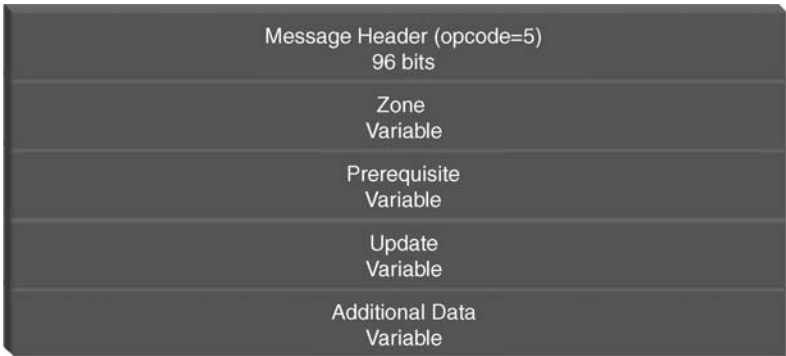 Message Header (opcode=5)
96 bits
Zone
Variable
Prerequisite
Variable
Update
Variable
Additional Data
Variable